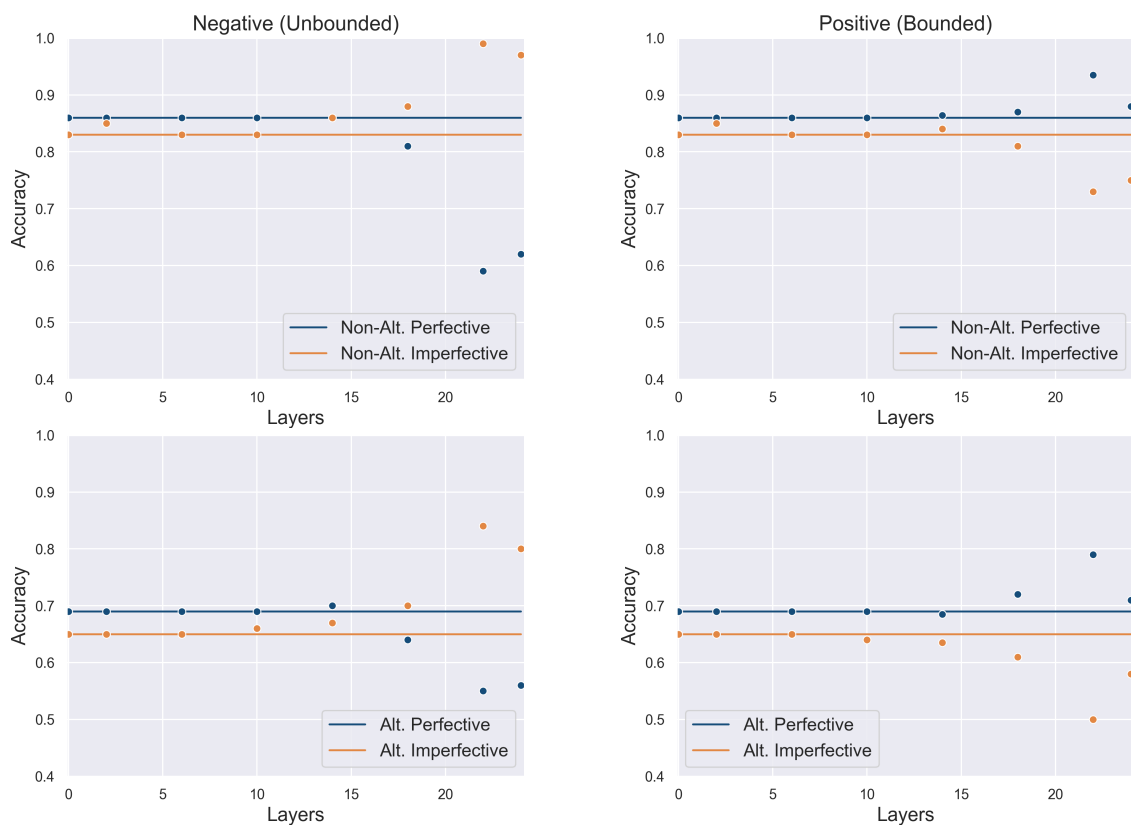 Negative (Unbounded)
1.0
0.9
0.8
0.7
0.6
0.5
0.4
Accuracy
Non-Alt. Perfective
Non-Alt. Imperfective
0 5 10 15 20
Layers
Positive (Bounded)
1.0
0.9
0.8
0.7
0.6
0.5
0.4
Accuracy
Non-Alt. Perfective
Non-Alt. Imperfective
0 5 10 15 20
Layers
1.0
0.9
0.8
0.7
0.6
0.5
0.4
Accuracy
Alt. Perfective
Alt. Imperfective
0 5 10 15 20
Layers
1.0
0.9
0.8
0.7
0.6
0.5
0.4
Accuracy
Alt. Perfective
Alt. Imperfective
0 5 10 15 20
Layers